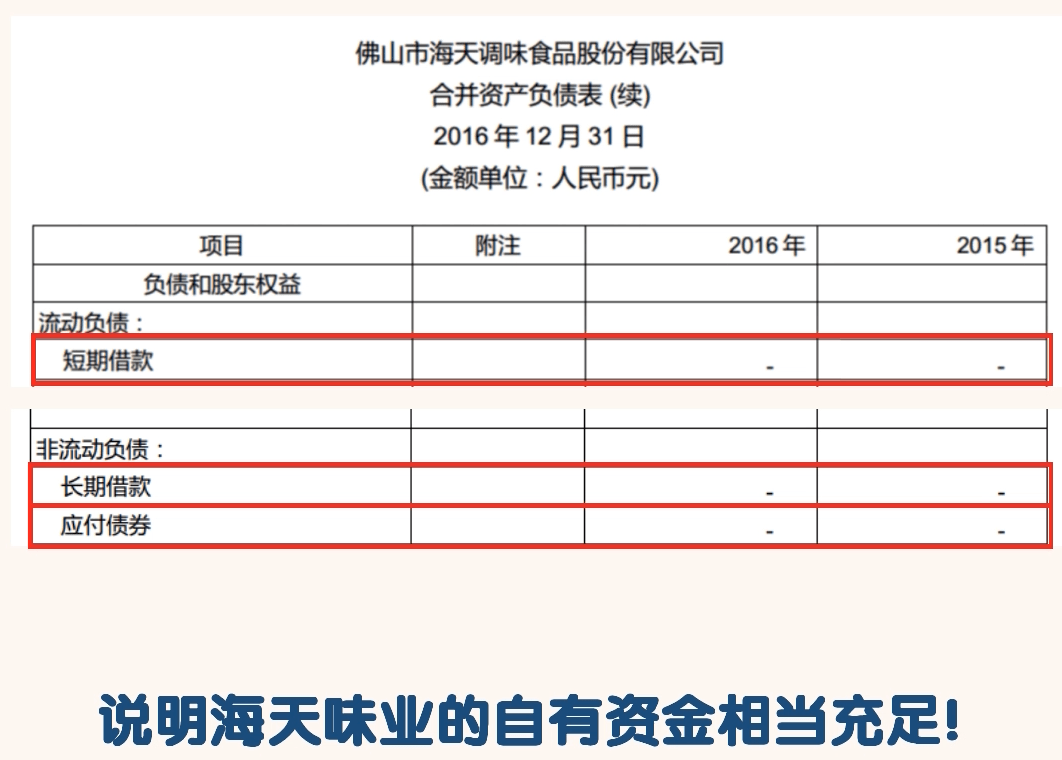 佛山市海天调味食品股份有限公司
合并资产负债表 (续)
2016 年 12 月 31 日
(金额单位：人民币元)
项目 附注 2016 年 2015 年
负债和股东权益
流动负债：
短期借款 - -
非流动负债：
长期借款 - -
应付债券 - -
说明海天味业的自有资金相当充足!